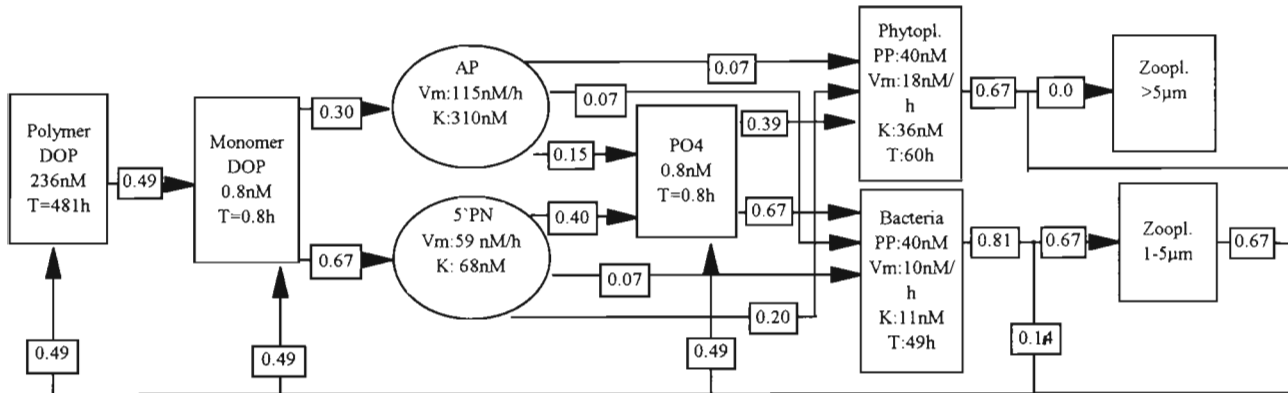 Polymer
DOP
236nM
T=481h
0.49
0.49
Monomer
DOP
0.8nM
T=0.8h
0.49
0.30
0.67
AP
Vm:115nM/h
K:310nM
5`PN
Vm:59 nM/h
K: 68nM
0.07
0.07
0.15
0.40
0.07
0.20
PO4
0.8nM
T=0.8h
0.49
0.39
0.67
Phytopl.
PP:40nM
Vm:18nM/
h
K:36nM
T:60h
0.67
0.0
Zoopl.
>5µm
Bacteria
PP:40nM
Vm:10nM/
h
K:11nM
T:49h
0.81
0.67
0.14
Zoopl.
1-5µm
0.67